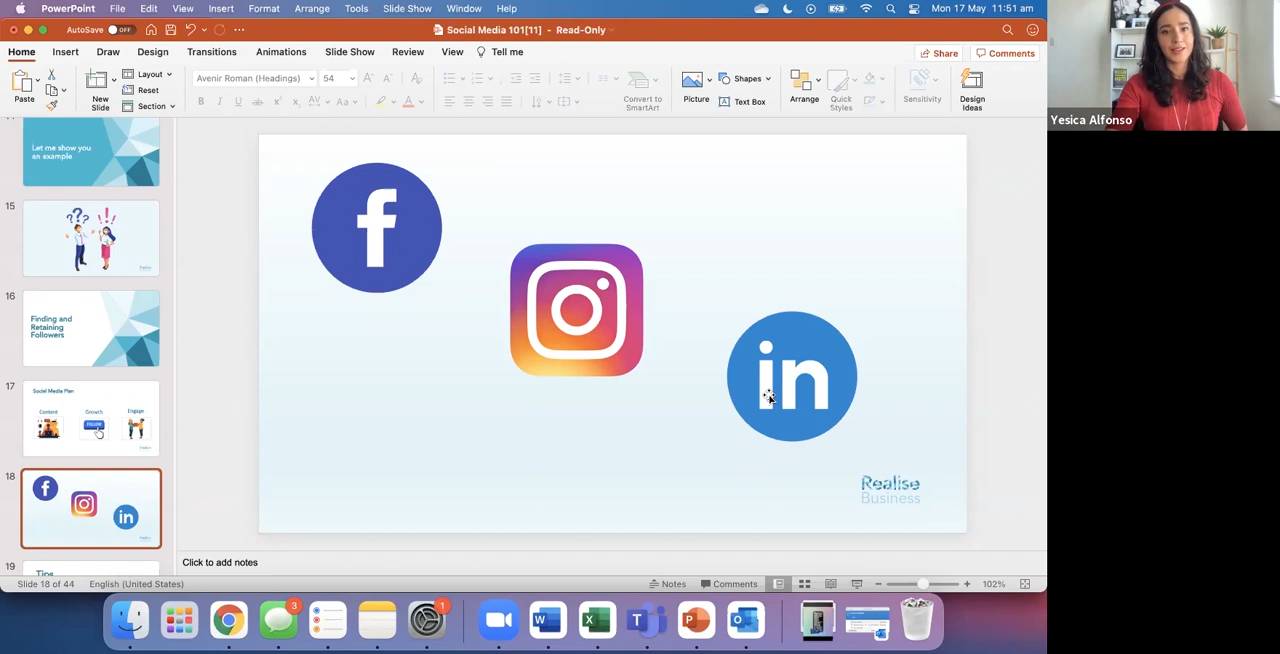 PowerPoint File Edit View Insert Format Arrange Tools Slide Show Window Help
Mon 17 May 11:51 am
AutoSave OFF
Social Media 101[11] - Read-Only
Home Insert Draw Design Transitions Animations Slide Show Review View Tell me
Share Comments
Paste
New
Slide
Layout
Reset
Section
Avenir Roman (Headings) 54
Convert to
SmartArt
Picture
Shapes
Text Box
Arrange
Quick
Styles
Sensitivity
Design
Ideas
Yesica Alfonso
Let me show you
an example
15
???
!!!
16
Finding and
Retaining
Followers
17
Social Media Plan
Content Growth Engage
FOLLOW
18
f
in
19
Tips
f
in
Realise
Business
Click to add notes
Slide 18 of 44 English (United States)
Notes Comments 102%
3
1
W
X
T
P
O